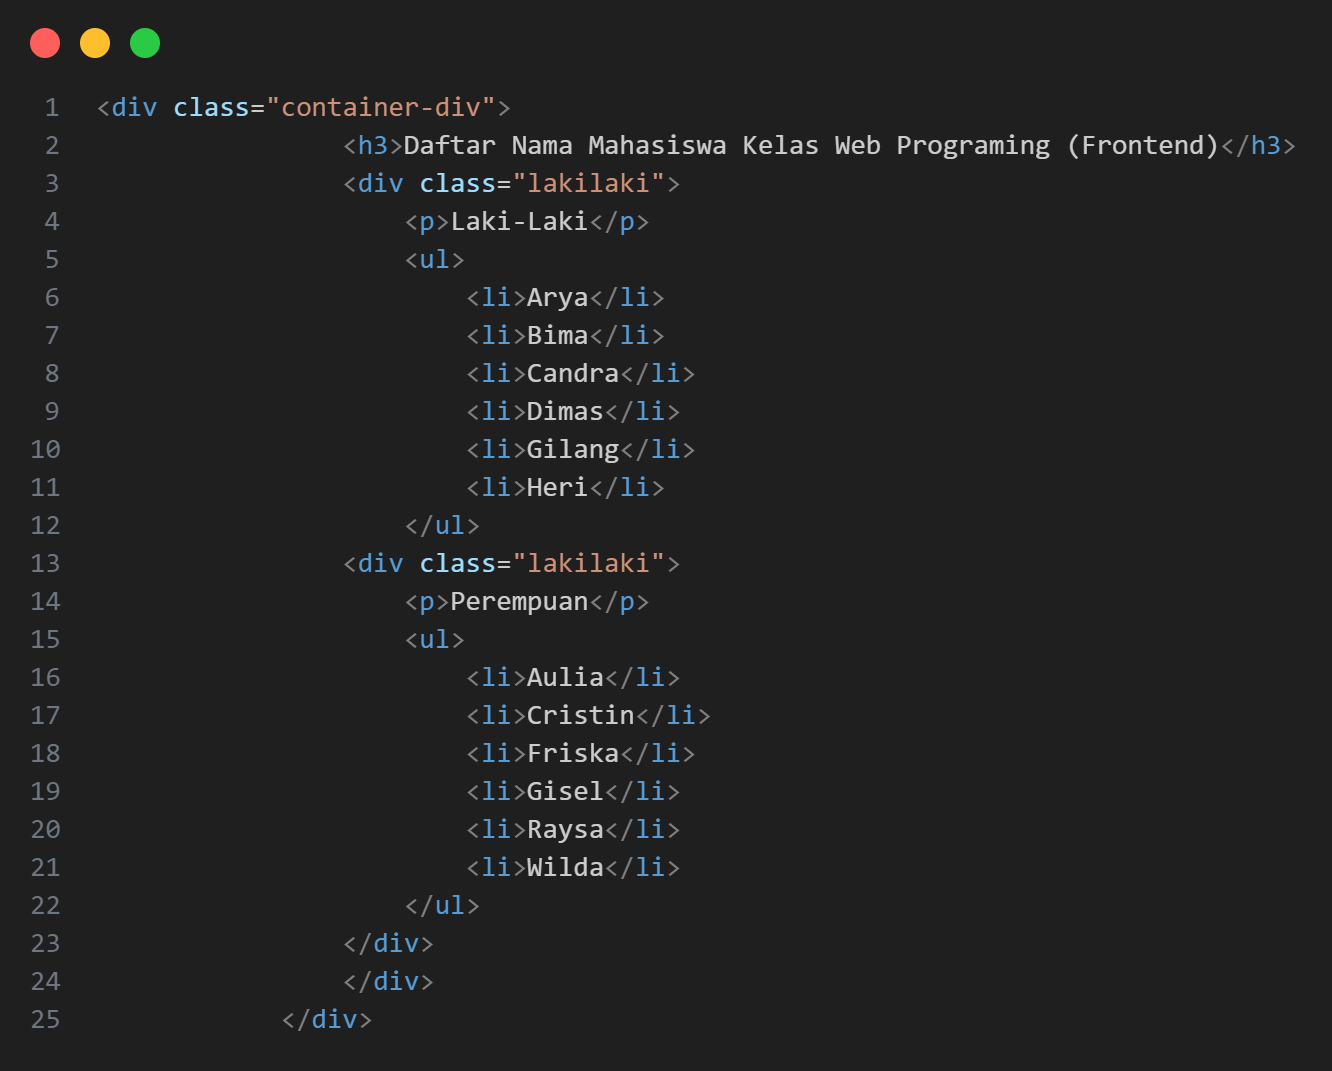 1 <div class="container-div">
2 <h3>Daftar Nama Mahasiswa Kelas Web Programing (Frontend)</h3>
3 <div class="lakilaki">
4 <p>Laki-Laki</p>
5 <ul>
6 <li>Arya</li>
7 <li>Bima</li>
8 <li>Candra</li>
9 <li>Dimas</li>
10 <li>Gilang</li>
11 <li>Heri</li>
12 </ul>
13 <div class="lakilaki">
14 <p>Perempuan</p>
15 <ul>
16 <li>Aulia</li>
17 <li>Cristin</li>
18 <li>Friska</li>
19 <li>Gisel</li>
20 <li>Raysa</li>
21 <li>Wilda</li>
22 </ul>
23 </div>
24 </div>
25 </div>